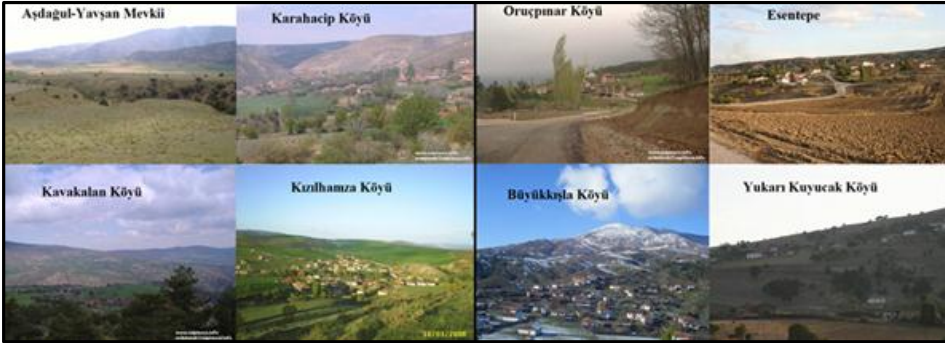 Aşdağul-Yavşan Mevkii
Karahacip Köyü
Oruçpınar Köyü
Esentepe
Kavakalan Köyü
Kızılhamza Köyü
Büyükkışla Köyü
Yukarı Kuyucak Köyü